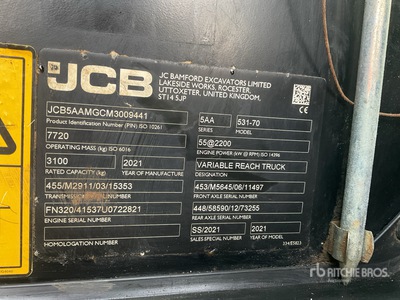 JCB
JC BAMFORD EXCAVATORS LIMITED
LAKESIDE WORKS, ROCESTER,
UTTOXETER, UNITED KINGDOM,
ST14 5JP
JCB5AAMGCM3009441
Product Identification Number (PIN) ISO 10261
5AA
SERIES
531-70
MODEL
7720
OPERATING MASS (kg) ISO 6016
55@2200
ENGINE POWER (kW @ RPM) ISO 14396
3100
RATED CAPACITY (kg)
2021
YEAR OF MANUFACTURE
VARIABLE REACH TRUCK
DESIGNATION
455/M2911/03/15353
TRANSMISSION SERIAL
453/M5645/06/11497
FRONT AXLE SERIAL NUMBER
FN320/41537U0722821
ENGINE SERIAL NUMBER
448/58590/12/73255
REAR AXLE SERIAL NUMBER
HOMOLOGATION NUMBER
SS/2021
SALES SPECIAL NUMBER
2021
YEAR OF MODEL
rb
RITCHIE BROS